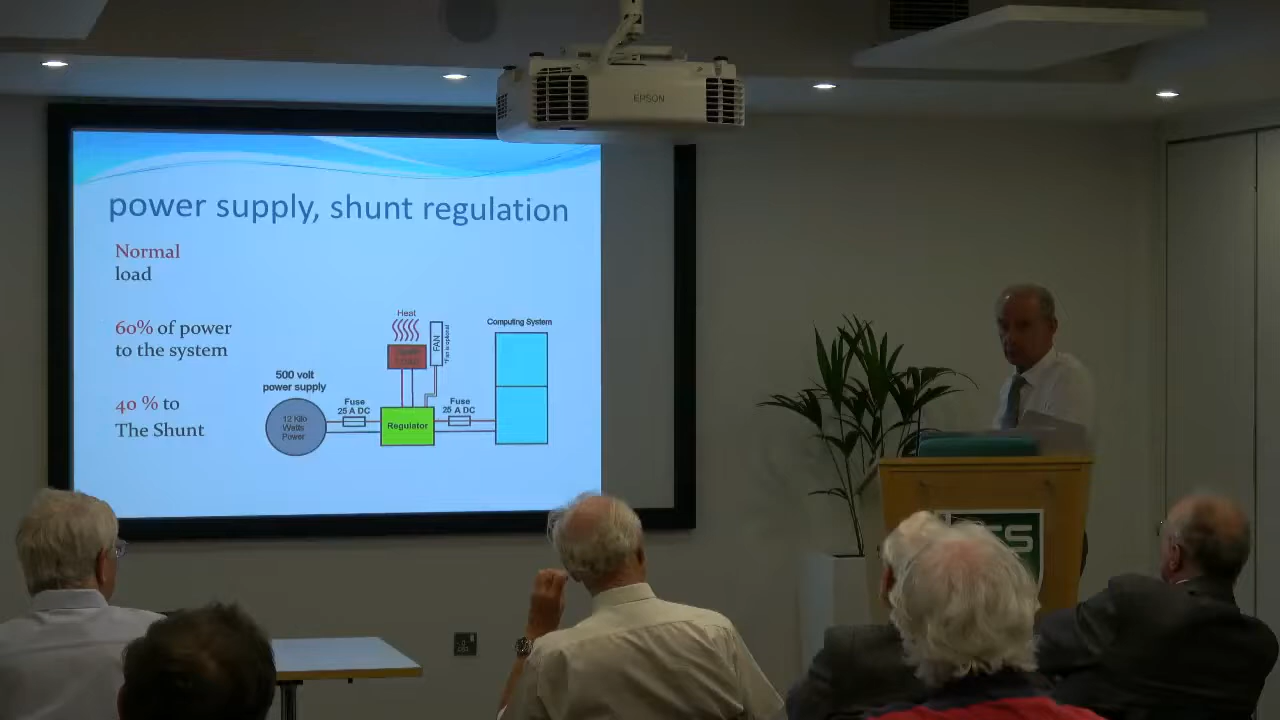 EPSON
power supply, shunt regulation
Normal
load
60% of power
to the system
40 % to
The Shunt
Heat
FAN
Computing System
500 volt
power supply
12 Kilo
Watts
Power
Fuse
25 A DC
Regulator
Fuse
25 A DC